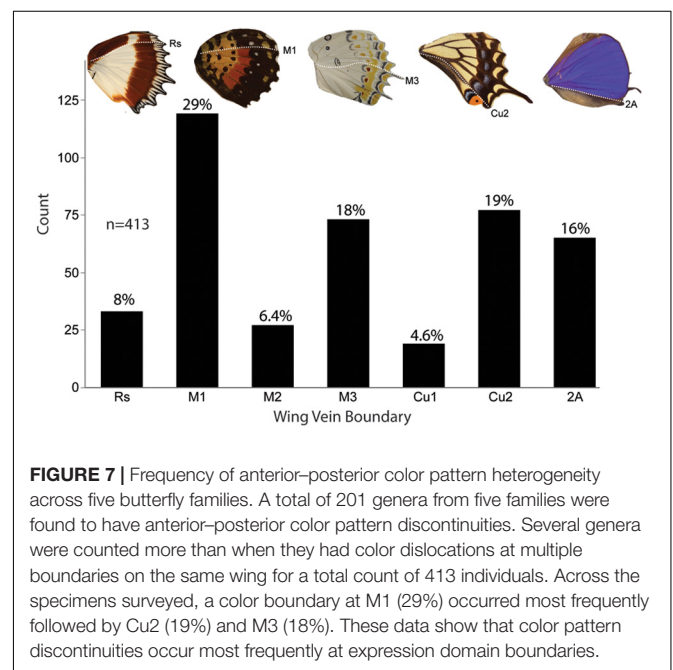 Rs
M1
M3
Cu2
2A
125
100
75
50
25
0
Count
n=413
8%
29%
6.4%
18%
4.6%
19%
16%
Rs M1 M2 M3 Cu1 Cu2 2A
Wing Vein Boundary
FIGURE 7 | Frequency of anterior–posterior color pattern heterogeneity
across five butterfly families. A total of 201 genera from five families were
found to have anterior–posterior color pattern discontinuities. Several genera
were counted more than when they had color dislocations at multiple
boundaries on the same wing for a total count of 413 individuals. Across the
specimens surveyed, a color boundary at M1 (29%) occurred most frequently
followed by Cu2 (19%) and M3 (18%). These data show that color pattern
discontinuities occur most frequently at expression domain boundaries.